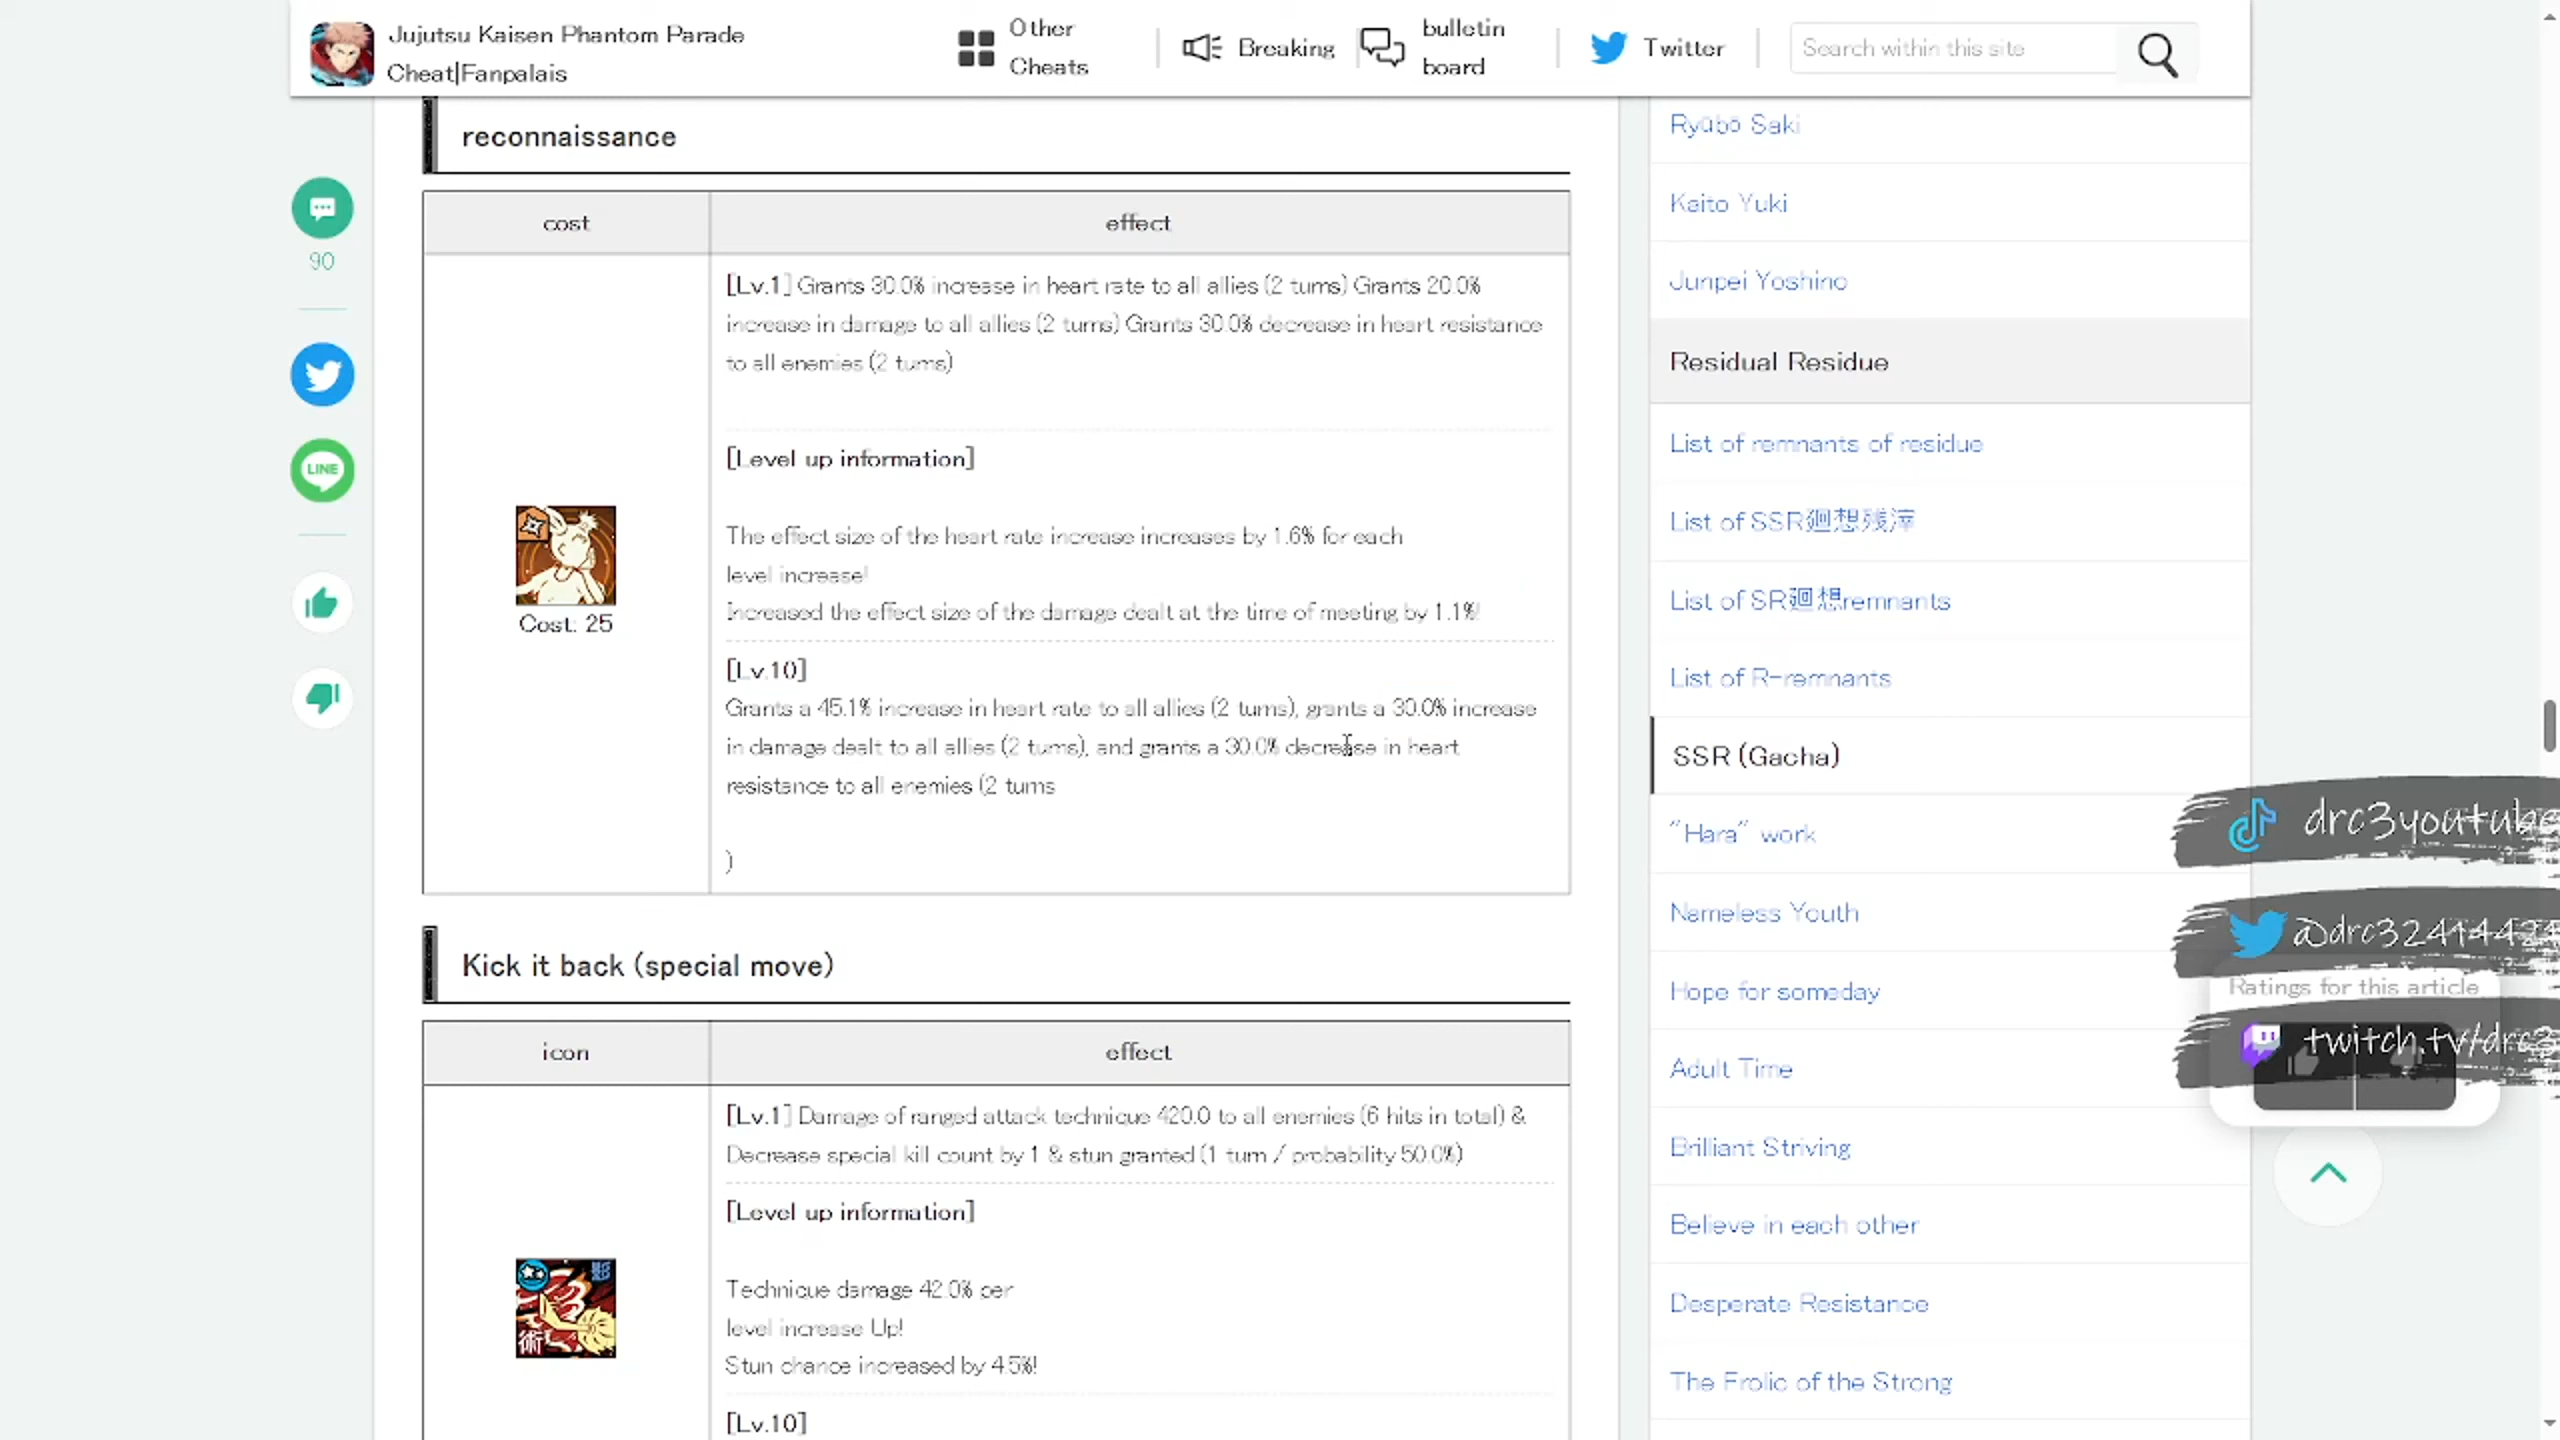 Jujutsu Kaisen Phantom Parade
Cheat|Fanpalais
Other
Cheats
Breaking
bulletin
board
Twitter
Search within this site
reconnaissance
cost
effect
[Lv.1] Grants 30.0% increase in heart rate to all allies (2 turns) Grants 20.0%
increase in damage to all allies (2 turns) Grants 30.0% decrease in heart resistance
to all enemies (2 turns)
[Level up information]
The effect size of the heart rate increase increases by 1.6% for each
level increase!
Increased the effect size of the damage dealt at the time of meeting by 1.1%!
Cost: 25
[Lv.10]
Grants a 45.1% increase in heart rate to all allies (2 turns), grants a 30.0% increase
in damage dealt to all allies (2 turns), and grants a 30.0% decrease in heart
resistance to all enemies (2 turns
)
Kick it back (special move)
icon
effect
[Lv.1] Damage of ranged attack technique 420.0 to all enemies (6 hits in total) &
Decrease special kill count by 1 & stun granted (1 turn / probability 50.0%)
[Level up information]
Technique damage 42.0% per
level increase Up!
Stun chance increased by 4.5%!
[Lv.10]
影
術
90
LINE
Ryūbō Saki
Kaito Yuki
Junpei Yoshino
Residual Residue
List of remnants of residue
List of SSR廻想残滓
List of SR廻想remnants
List of R-remnants
SSR (Gacha)
"Hara" work
Nameless Youth
Hope for someday
Adult Time
Brilliant Striving
Believe in each other
Desperate Resistance
The Frolic of the Strong
drc3youtube
@drc32414424
Ratings for this article
twitch.tv/drc3